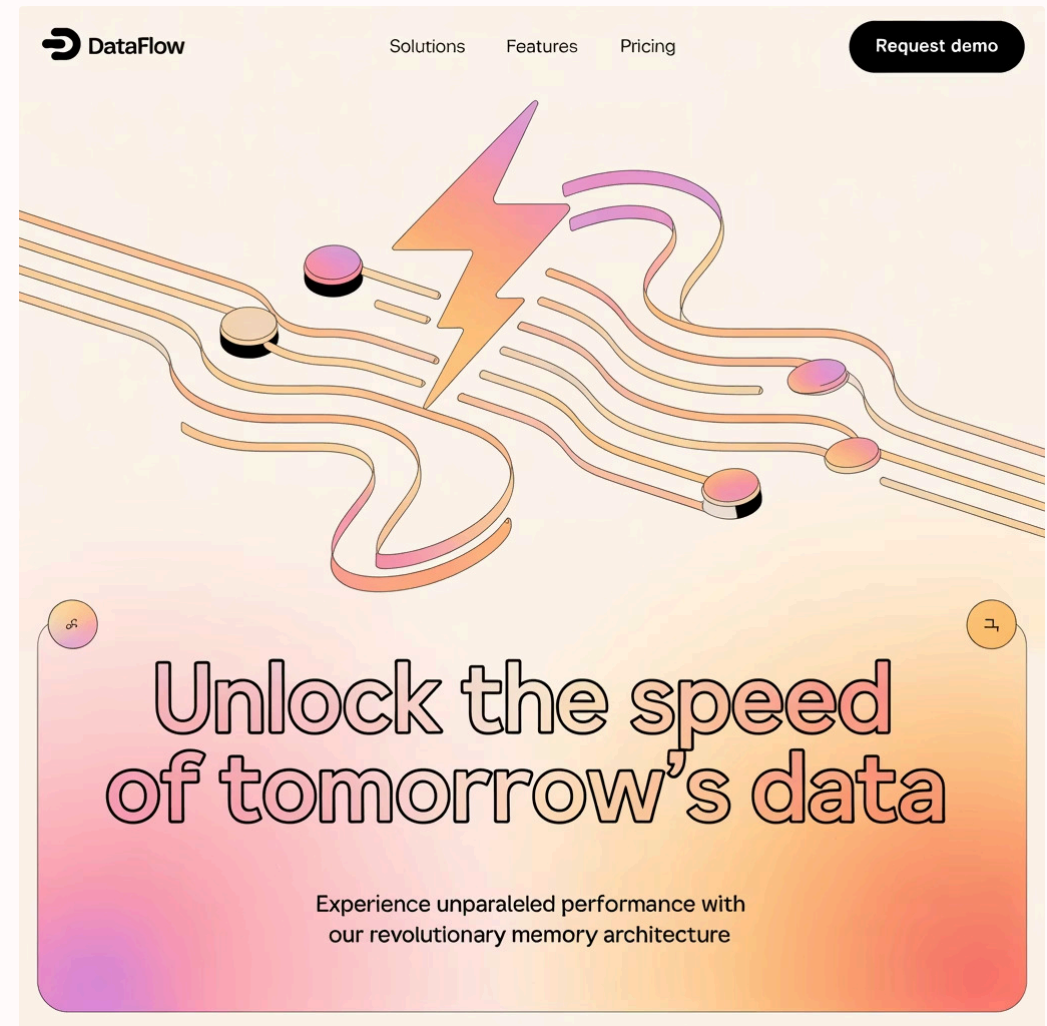 DataFlow
Solutions Features Pricing
Request demo
Unlock the speed
of tomorrow's data
Experience unparaleled performance with
our revolutionary memory architecture